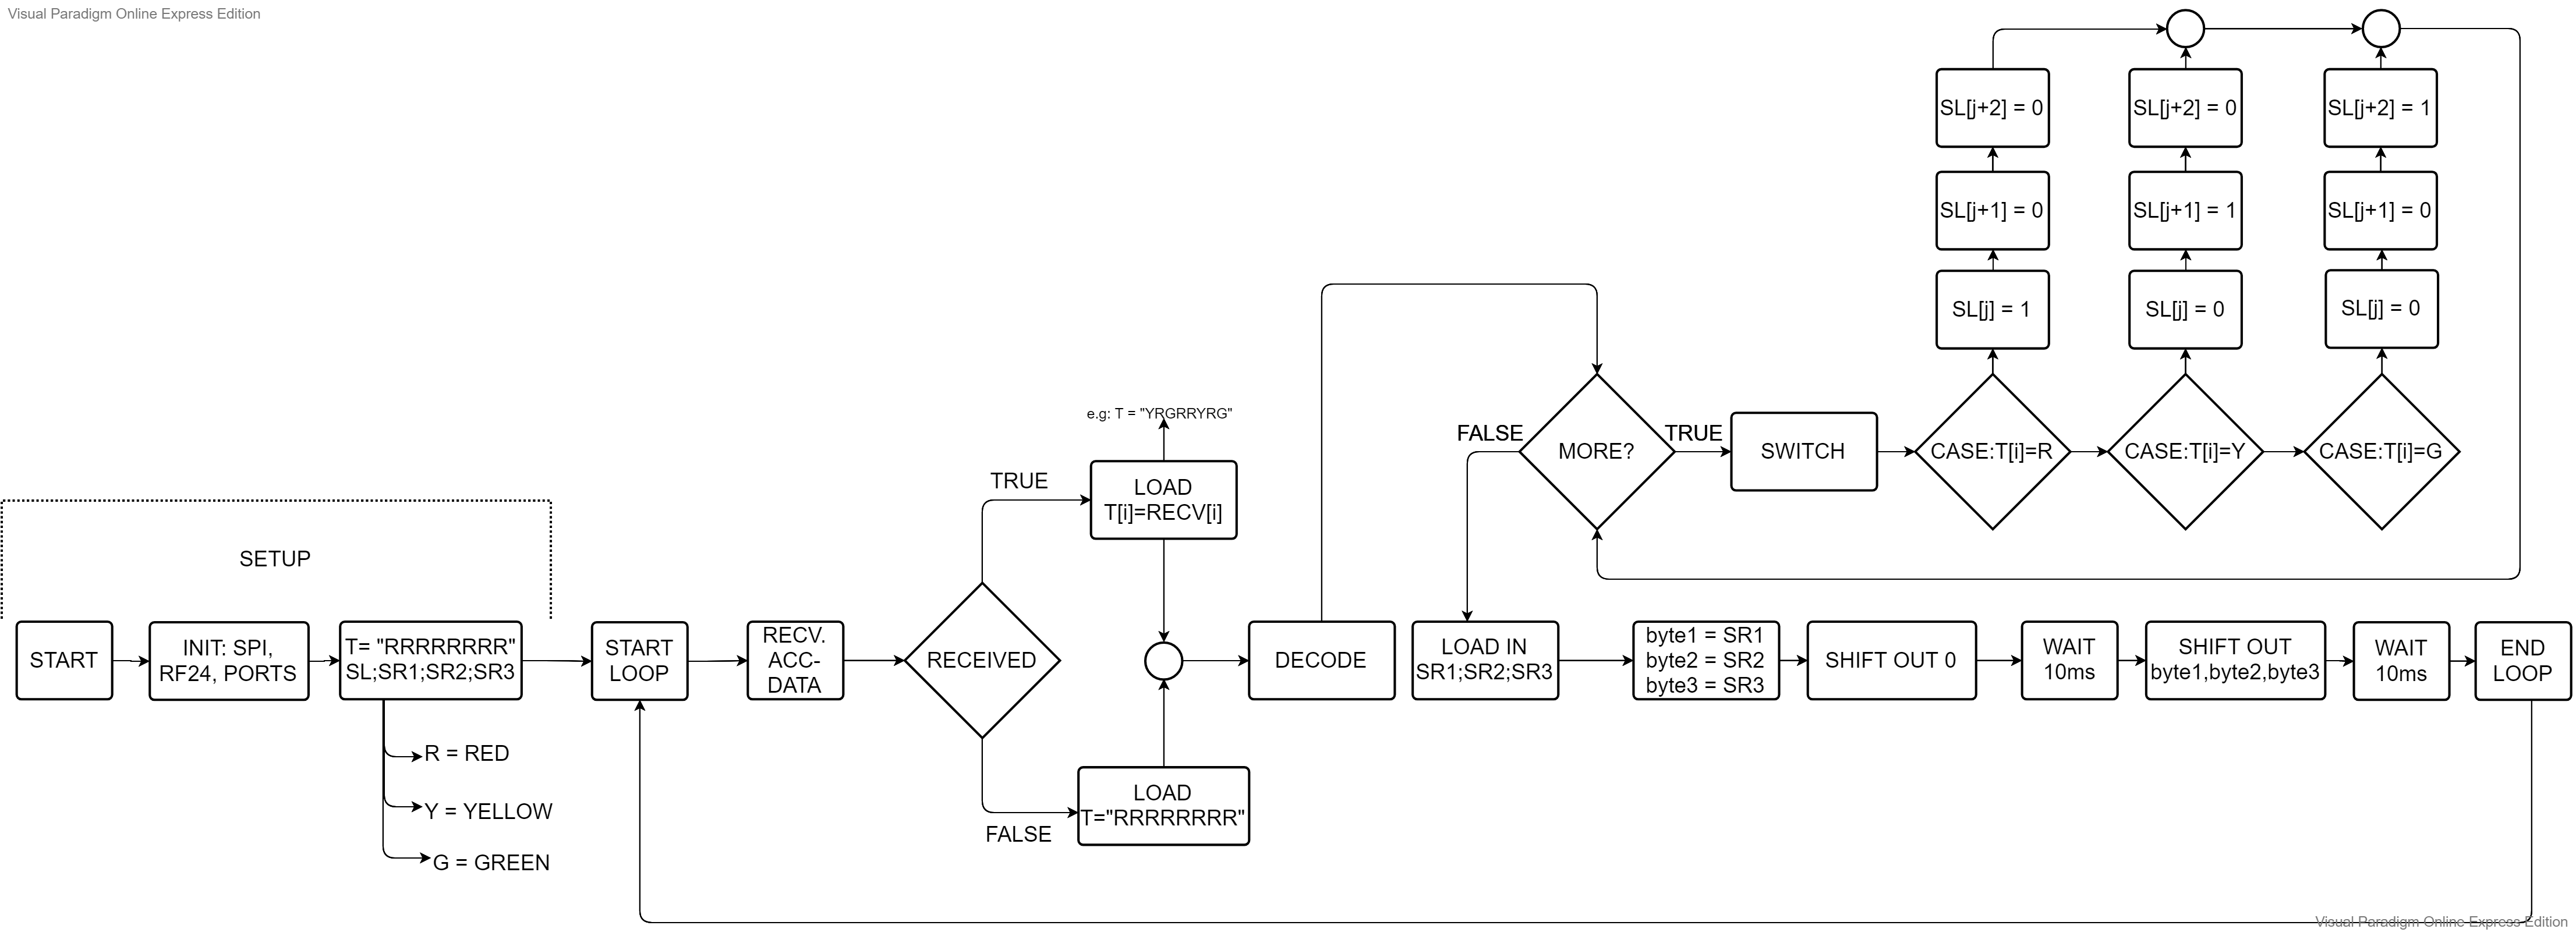 Visual Paradigm Online Express Edition
SL[j+2] = 0
SL[j+2] = 0
SL[j+2] = 1
SL[j+1] = 0
SL[j+1] = 1
SL[j+1] = 0
SL[j] = 1
SL[j] = 0
SL[j] = 0
e.g: T = "YRGRRYRG"
FALSE
MORE?
TRUE
SWITCH
CASE:T[i]=R
CASE:T[i]=Y
CASE:T[i]=G
TRUE
LOAD
T[i]=RECV[i]
SETUP
START
INIT: SPI,
RF24, PORTS
T= "RRRRRRRR"
SL;SR1;SR2;SR3
START
LOOP
RECV.
ACC-
DATA
RECEIVED
DECODE
LOAD IN
SR1;SR2;SR3
byte1 = SR1
byte2 = SR2
byte3 = SR3
SHIFT OUT 0
WAIT
10ms
SHIFT OUT
byte1,byte2,byte3
WAIT
10ms
END
LOOP
R = RED
Y = YELLOW
G = GREEN
FALSE
LOAD
T="RRRRRRRR"
Visual Paradigm Online Express Edition